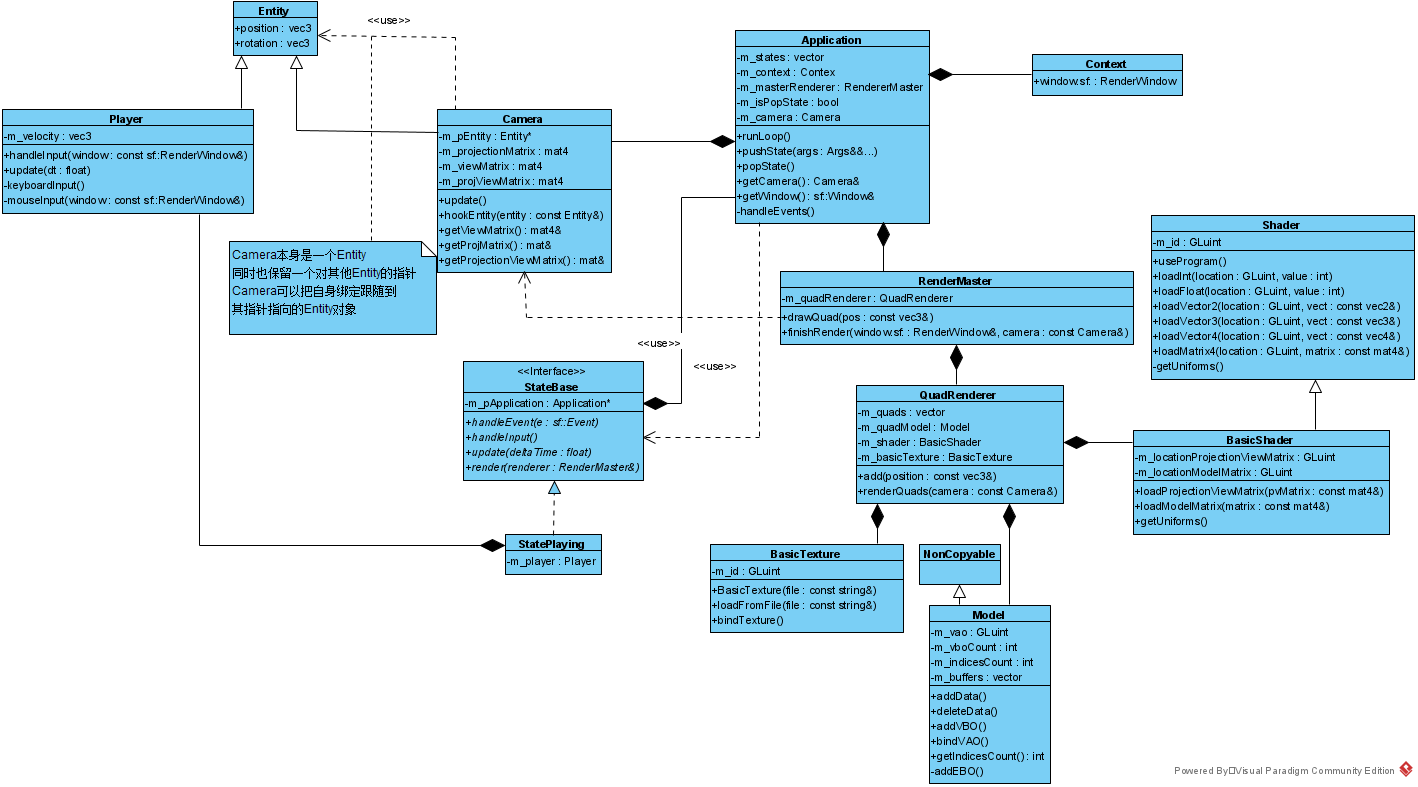 Entity
+position : vec3
+rotation : vec3
<<use>>
Player
-m_velocity : vec3
+handleInput(window : const sf::RenderWindow&)
+update(dt : float)
-keyboardInput()
-mouseInput(window : const sf::RenderWindow&)
Camera
-m_pEntity : Entity*
-m_projectionMatrix : mat4
-m_viewMatrix : mat4
-m_projViewMatrix : mat4
+update()
+hookEntity(entity : const Entity&)
+getViewMatrix() : mat4&
+getProjMatrix() : mat&
+getProjectionViewMatrix() : mat&
Camera本身是一个Entity
同时也保留一个对其他Entity的指针
Camera可以把自身绑定跟随到
其指针指向的Entity对象
Application
-m_states : vector
-m_context : Contex
-m_masterRenderer : RendererMaster
-m_isPopState : bool
-m_camera : Camera
+runLoop()
+pushState(args : Args&&...)
+popState()
+getCamera() : Camera&
+getWindow() : sf::Window&
-handleEvents()
Context
+window.sf: : RenderWindow
RenderMaster
-m_quadRenderer : QuadRenderer
+drawQuad(pos : const vec3&)
+finishRender(window.sf: : RenderWindow&, camera : const Camera&)
Shader
-m_id : GLuint
+useProgram()
+loadInt(location : GLuint, value : int)
+loadFloat(location : GLuint, value : int)
+loadVector2(location : GLuint, vect : const vec2&)
+loadVector3(location : GLuint, vect : const vec3&)
+loadVector4(location : GLuint, vect : const vec4&)
+loadMatrix4(location : GLuint, matrix : const mat4&)
-getUniforms()
<<use>>
<<use>>
<<Interface>>
StateBase
-m_pApplication : Application*
+handleEvent(e : sf::Event)
+handleInput()
+update(deltaTime : float)
+render(renderer : RenderMaster&)
QuadRenderer
-m_quads : vector
-m_quadModel : Model
-m_shader : BasicShader
-m_basicTexture : BasicTexture
+add(position : const vec3&)
+renderQuads(camera : const Camera&)
BasicShader
-m_locationProjectionViewMatrix : GLuint
-m_locationModelMatrix : GLuint
+loadProjectionViewMatrix(pvMatrix : const mat4&)
+loadModelMatrix(matrix : const mat4&)
+getUniforms()
StatePlaying
-m_player : Player
BasicTexture
-m_id : GLuint
+BasicTexture(file : const string&)
+loadFromFile(file : const string&)
+bindTexture()
NonCopyable
Model
-m_vao : GLuint
-m_vboCount : int
-m_indicesCount : int
-m_buffers : vector
+addData()
+deleteData()
+addVBO()
+bindVAO()
+getIndicesCount() : int
-addEBO()
Powered By□Visual Paradigm Community Edition